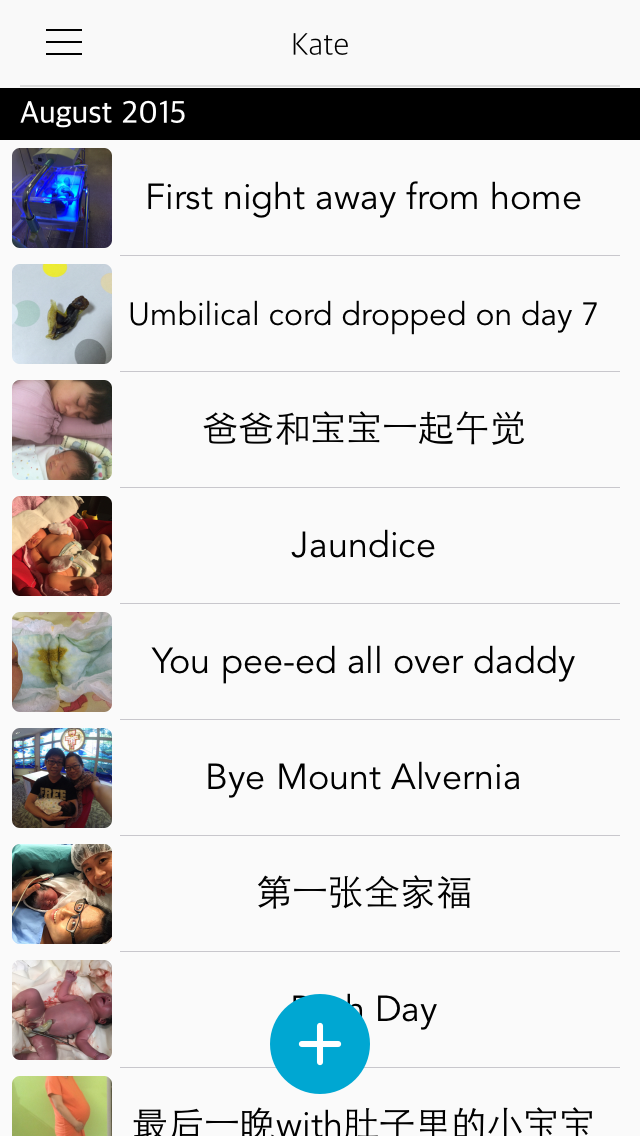 Kate
August 2015
First night away from home
Umbilical cord dropped on day 7
爸爸和宝宝一起午觉
Jaundice
You pee-ed all over daddy
Bye Mount Alvernia
FREE
第一张全家福
Day
最后一晚with肚子里的小宝宝